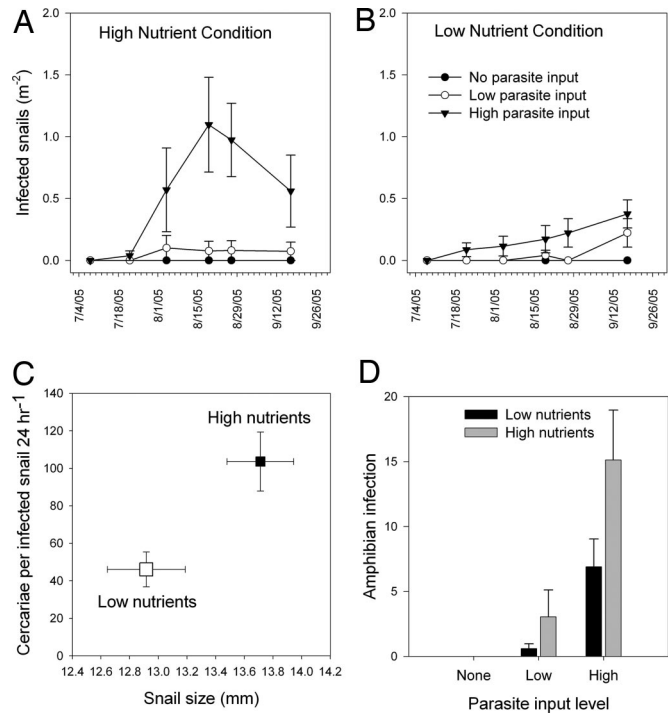 A
High Nutrient Condition
Infected snails (m⁻²)
2.0
1.5
1.0
0.5
0.0
7/4/05
7/18/05
8/1/05
8/15/05
8/29/05
9/12/05
9/26/05
B
Low Nutrient Condition
No parasite input
Low parasite input
High parasite input
2.0
1.5
1.0
0.5
0.0
7/4/05
7/18/05
8/1/05
8/15/05
8/29/05
9/12/05
9/26/05
C
Cercariae per infected snail 24 hr⁻¹
140
120
100
80
60
40
20
0
High nutrients
Low nutrients
12.4
12.6
12.8
13.0
13.2
13.4
13.6
13.8
14.0
14.2
Snail size (mm)
D
Amphibian infection
20
15
10
5
0
Low nutrients
High nutrients
None
Low
High
Parasite input level